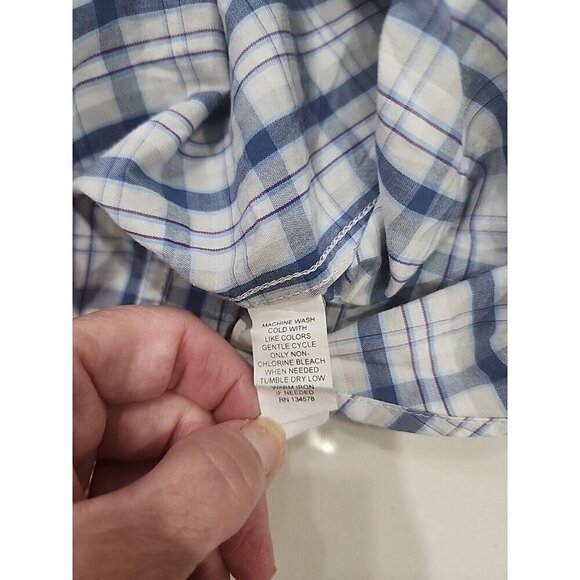 MACHINE WASH
COLD WITH
LIKE COLORS
GENTLE CYCLE
ONLY NON-
CHLORINE BLEACH
WHEN NEEDED
TUMBLE DRY LOW
WARM IRON
IF NEEDED
RN 134578